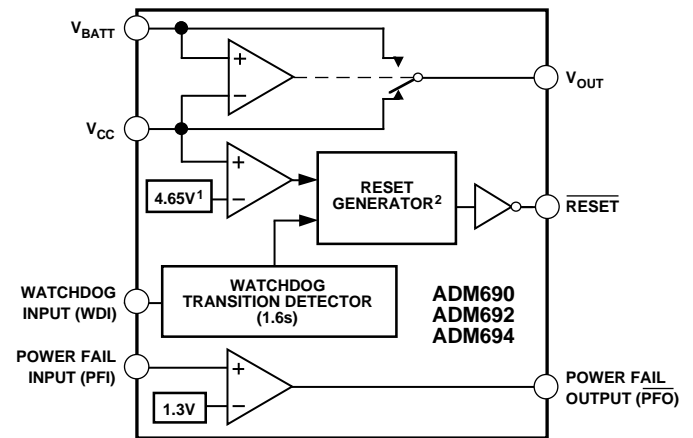 VBATT
VOUT
VCC
4.65V1
RESET
GENERATOR2
RESET
WATCHDOG
INPUT (WDI)
WATCHDOG
TRANSITION DETECTOR
(1.6s)
ADM690
ADM692
ADM694
POWER FAIL
INPUT (PFI)
1.3V
POWER FAIL
OUTPUT (PFO)